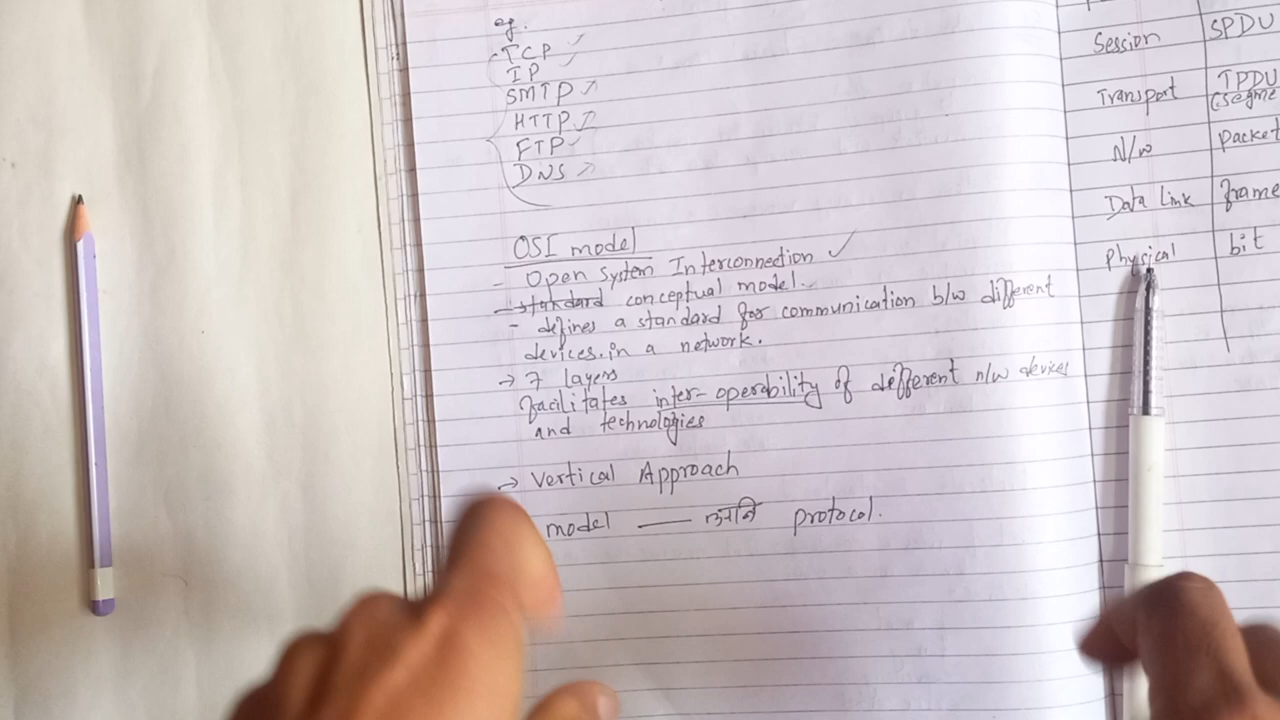 eg.
TCP
IP
SMTP
HTTP
FTP
DNS
OSI model
- Open System Interconnection
- standard conceptual model.
- defines a standard for communication b/w different
devices in a network.
→ 7 layers
facilitates inter-operability of different n/w devices
and technologies
→ Vertical Approach
model — आनि protocol.
Session SPDU
Transport TPDU
(segme
N/w Packet
Data Link frame
Physical bit